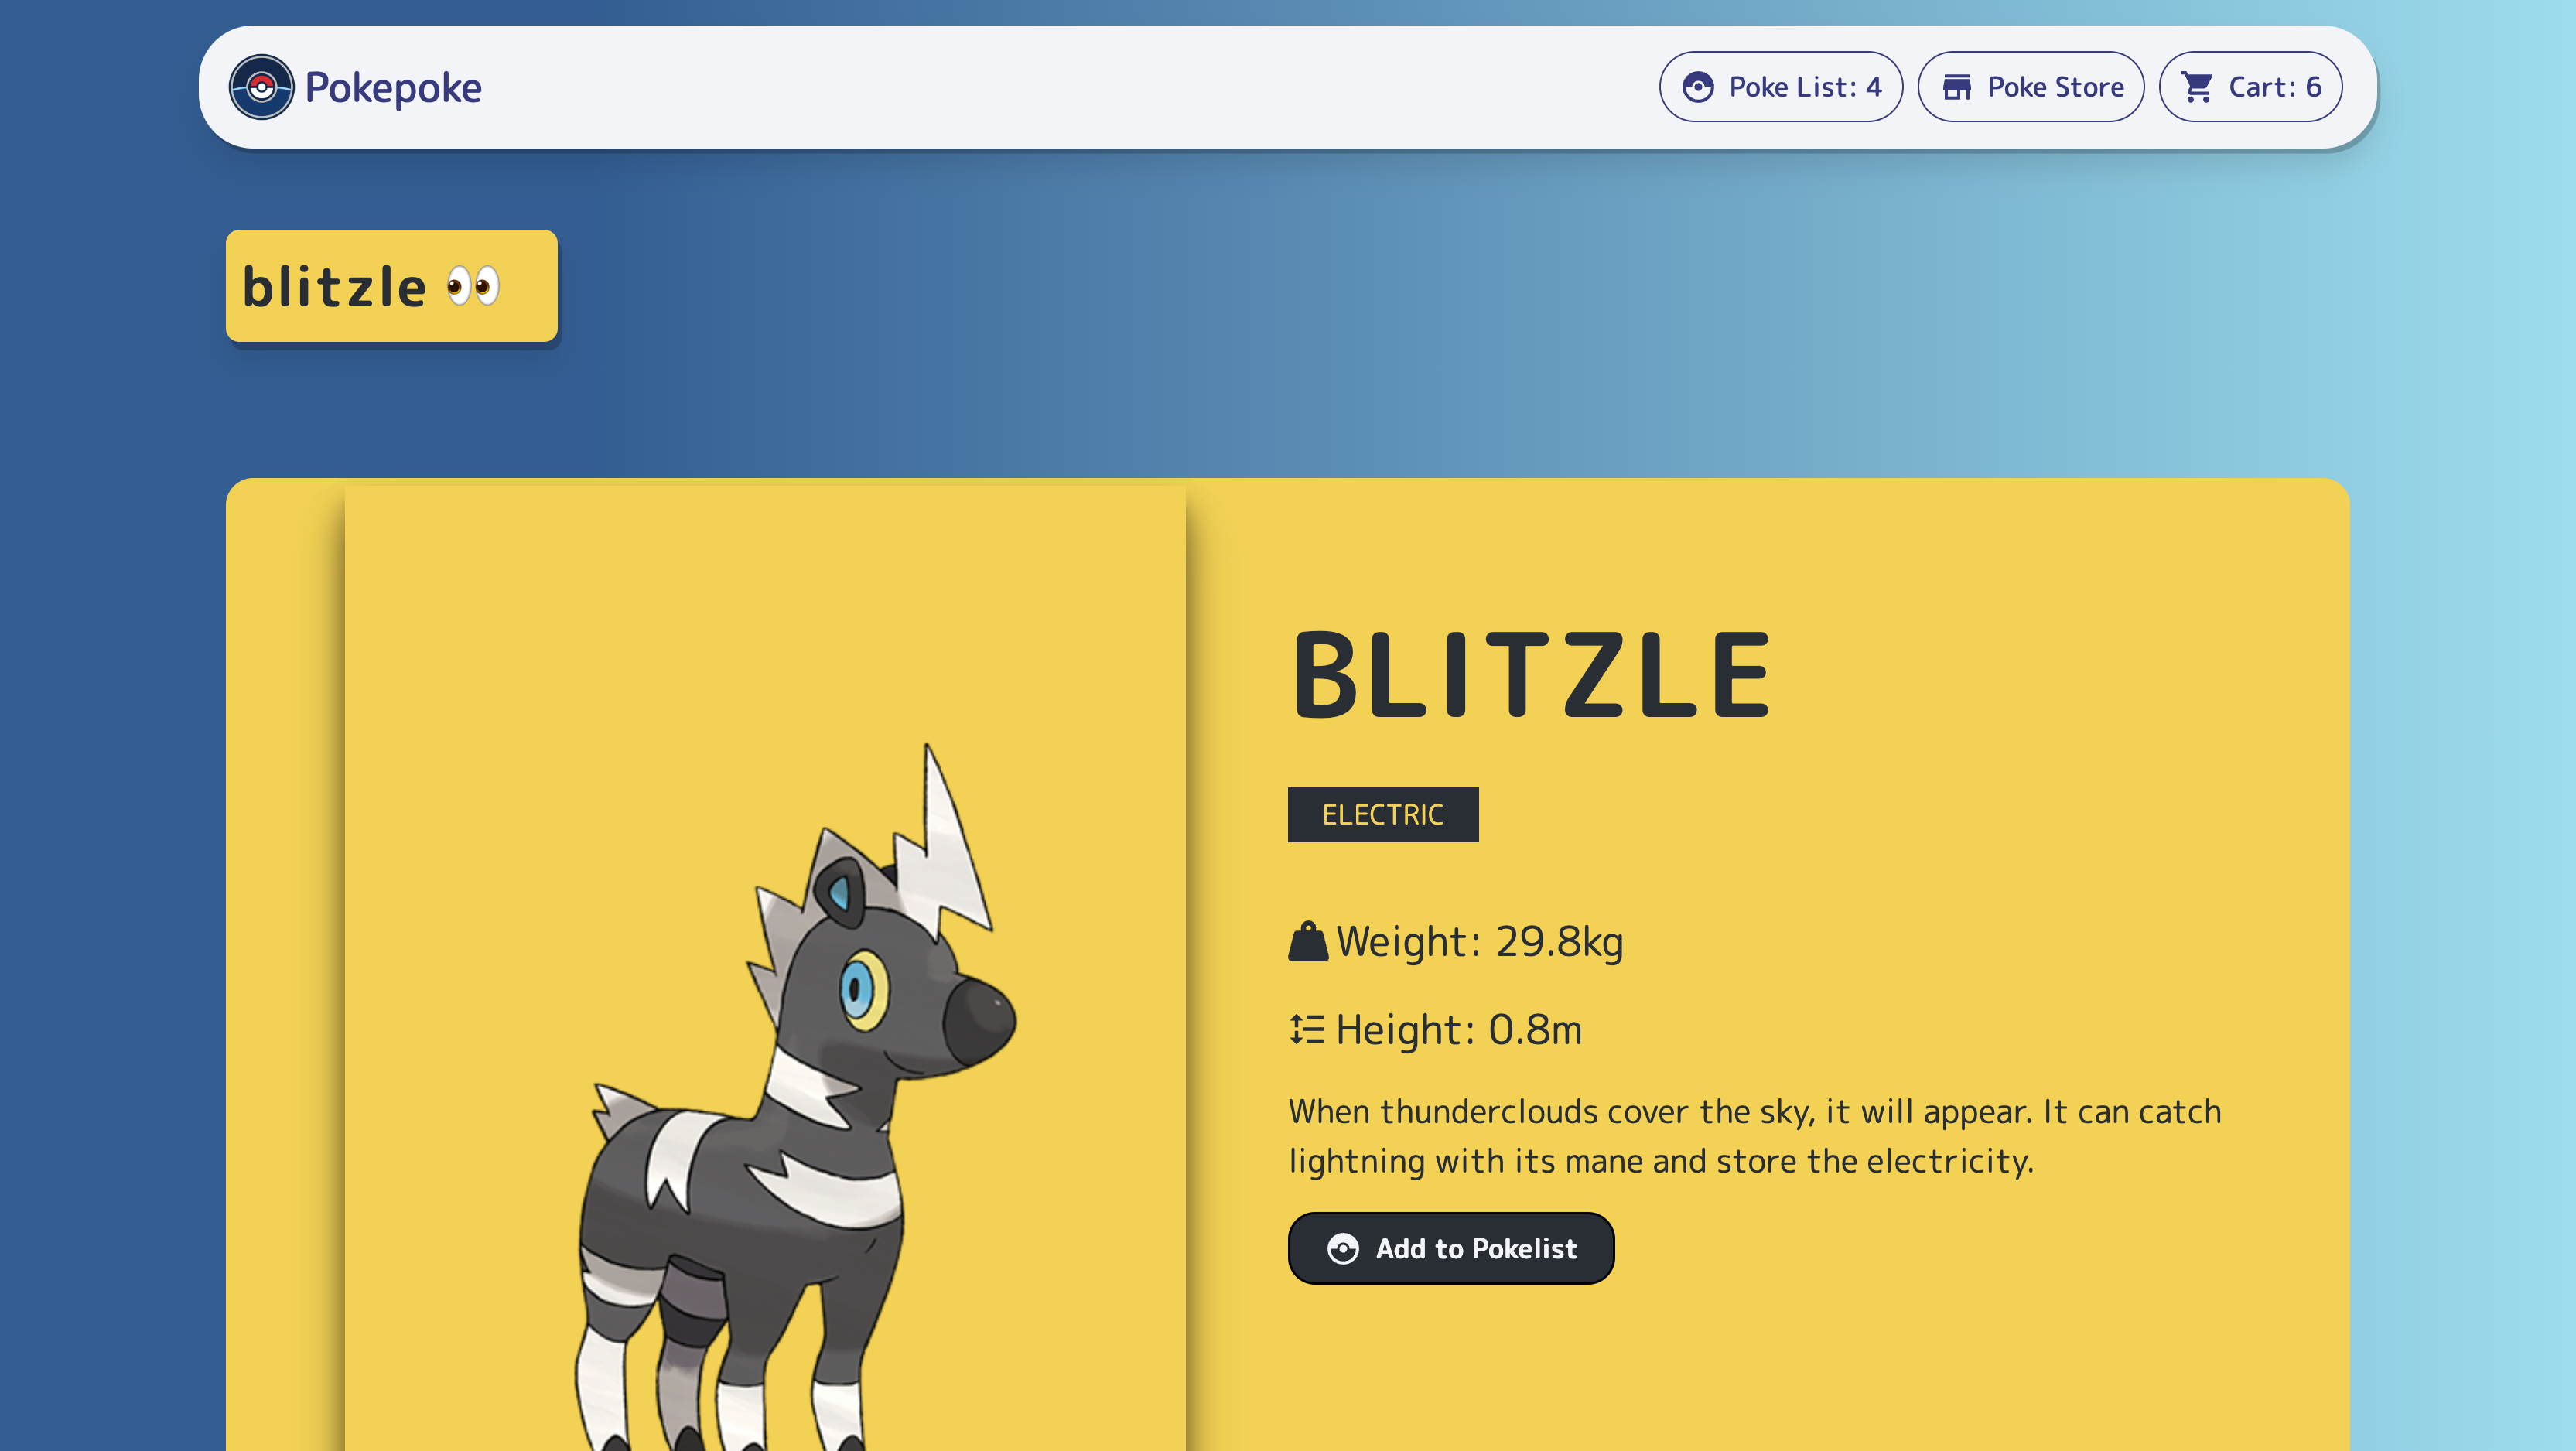 Pokepoke
Poke List: 4
Poke Store
Cart: 6
blitzle 👀
BLITZLE
ELECTRIC
Weight: 29.8kg
Height: 0.8m
When thunderclouds cover the sky, it will appear. It can catch
lightning with its mane and store the electricity.
Add to Pokelist